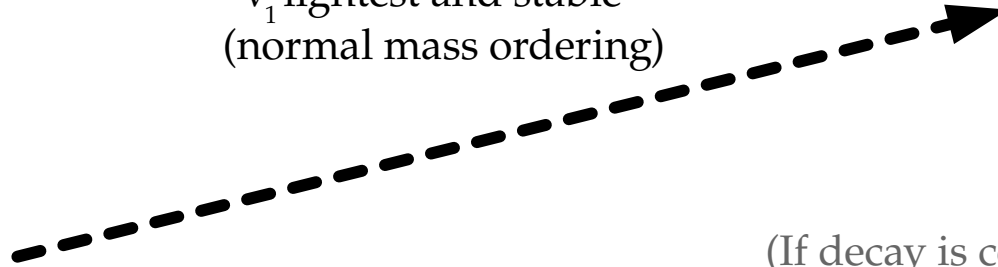 ν₁ lightest and stable
(normal mass ordering)
(If decay is